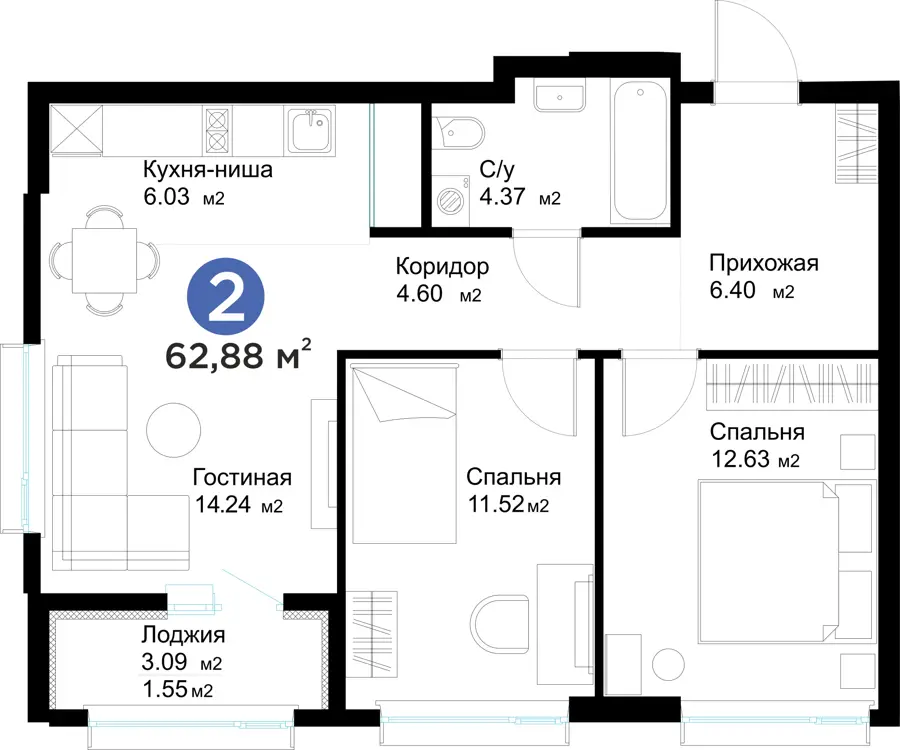 Кухня-ниша
6.03 м2
С/у
4.37 м2
Коридор
4.60 м2
Прихожая
6.40 м2
2
62,88 м²
Гостиная
14.24 м2
Спальня
11.52 м2
Спальня
12.63 м2
Лоджия
3.09 м2
1.55 м2